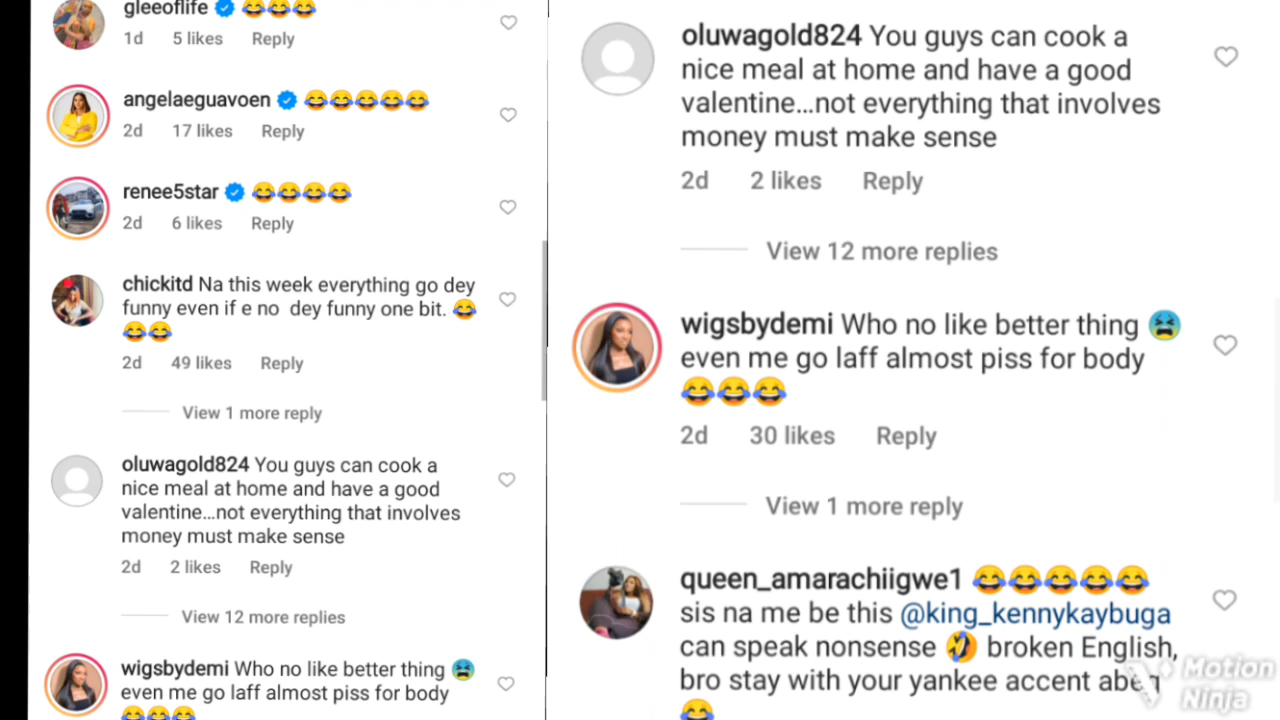 gleeoflife 😂😂😂
1d 5 likes Reply
angelaeguavoen 😂😂😂😂😂
2d 17 likes Reply
renee5star 😂😂😂😂
2d 6 likes Reply
chickitd Na this week everything go dey
funny even if e no dey funny one bit. 😂
😂😂
2d 49 likes Reply
View 1 more reply
oluwagold824 You guys can cook a
nice meal at home and have a good
valentine...not everything that involves
money must make sense
2d 2 likes Reply
View 12 more replies
wigsbydemi Who no like better thing 😫
even me go laff almost piss for body
😂😂😂
oluwagold824 You guys can cook a
nice meal at home and have a good
valentine...not everything that involves
money must make sense
2d 2 likes Reply
View 12 more replies
wigsbydemi Who no like better thing 😫
even me go laff almost piss for body
😂😂😂
2d 30 likes Reply
View 1 more reply
queen_amarachiigwe1 😂😂😂😂😂
sis na me be this @king_kennykaybuga
can speak nonsense 🤣 broken English,
bro stay with your yankee accent abeg
😂
Motion
Ninja